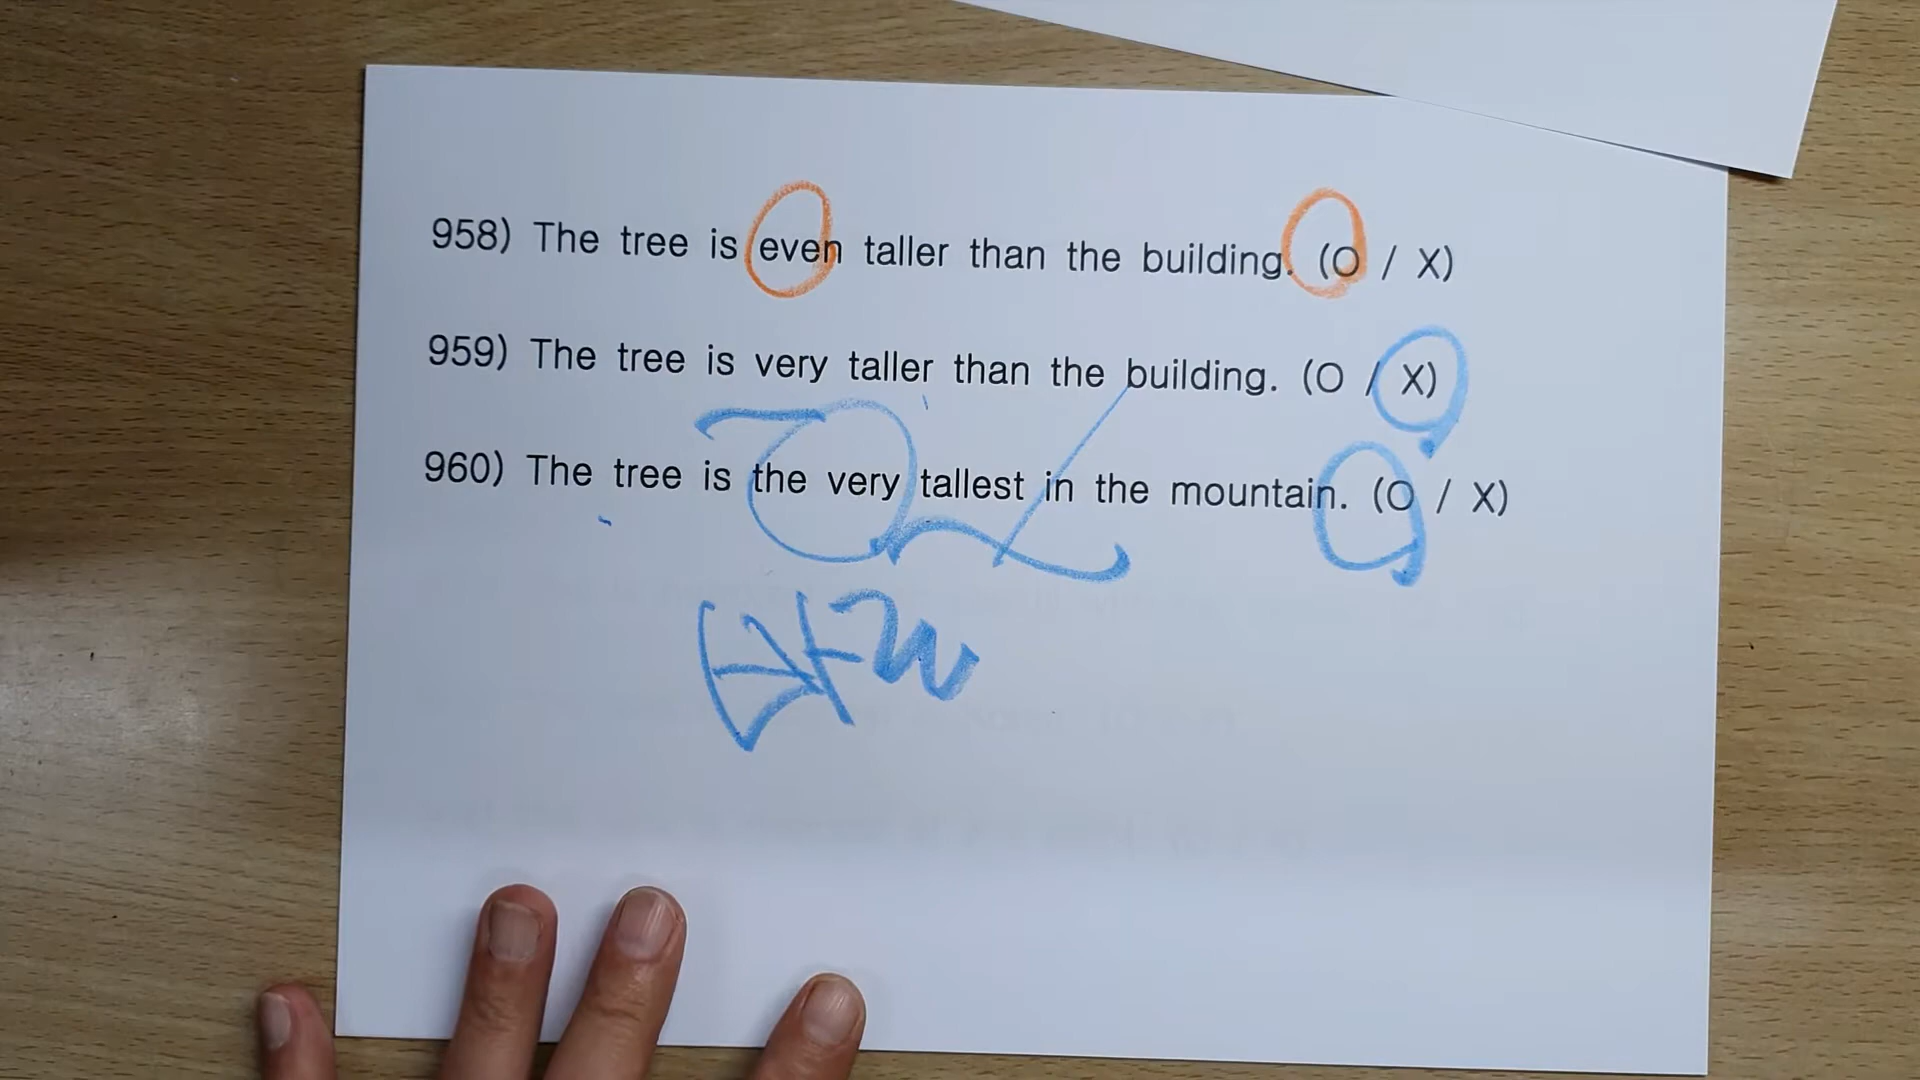 958) The tree is even taller than the building. (O / X)
959) The tree is very taller than the building. (O / X)
960) The tree is the very tallest in the mountain. (O / X)